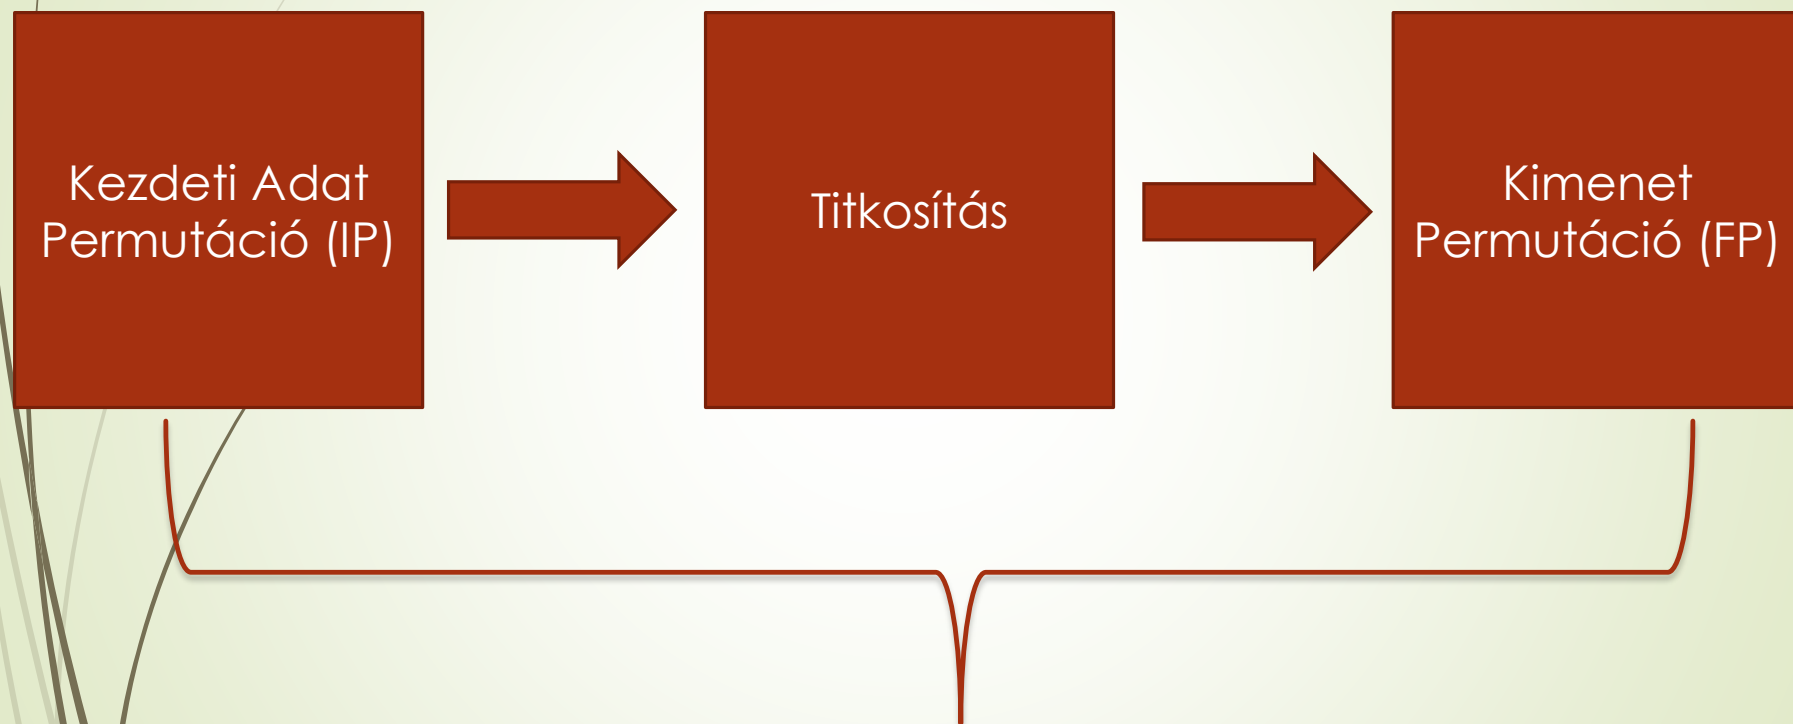 Kezdeti Adat
Permutáció (IP)
Titkosítás
Kimenet
Permutáció (FP)